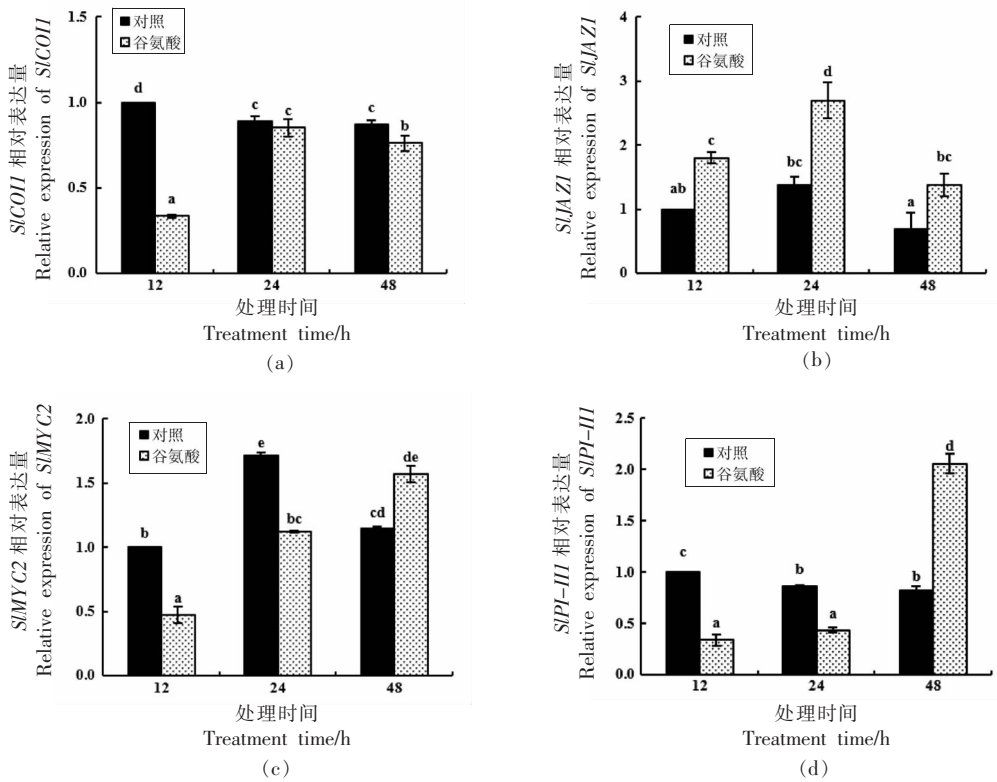 SlCOI1 相对表达量
Relative expression of SlCOI1
1.5
1.0
0.5
0.0
对照
谷氨酸
d
a
c
c
c
b
12
24
48
处理时间
Treatment time/h
(a)
SlJAZ1 相对表达量
Relative expression of SlJAZ1
4
3
2
1
0
对照
谷氨酸
ab
c
bc
d
a
bc
12
24
48
处理时间
Treatment time/h
(b)
SlMYC2 相对表达量
Relative expression of SlMYC2
2.0
1.5
1.0
0.5
0.0
对照
谷氨酸
b
a
e
bc
cd
de
12
24
48
处理时间
Treatment time/h
(c)
SlPI-II1 相对表达量
Relative expression of SlPI-II1
2.5
2.0
1.5
1.0
0.5
0.0
对照
谷氨酸
c
a
b
a
b
d
12
24
48
处理时间
Treatment time/h
(d)